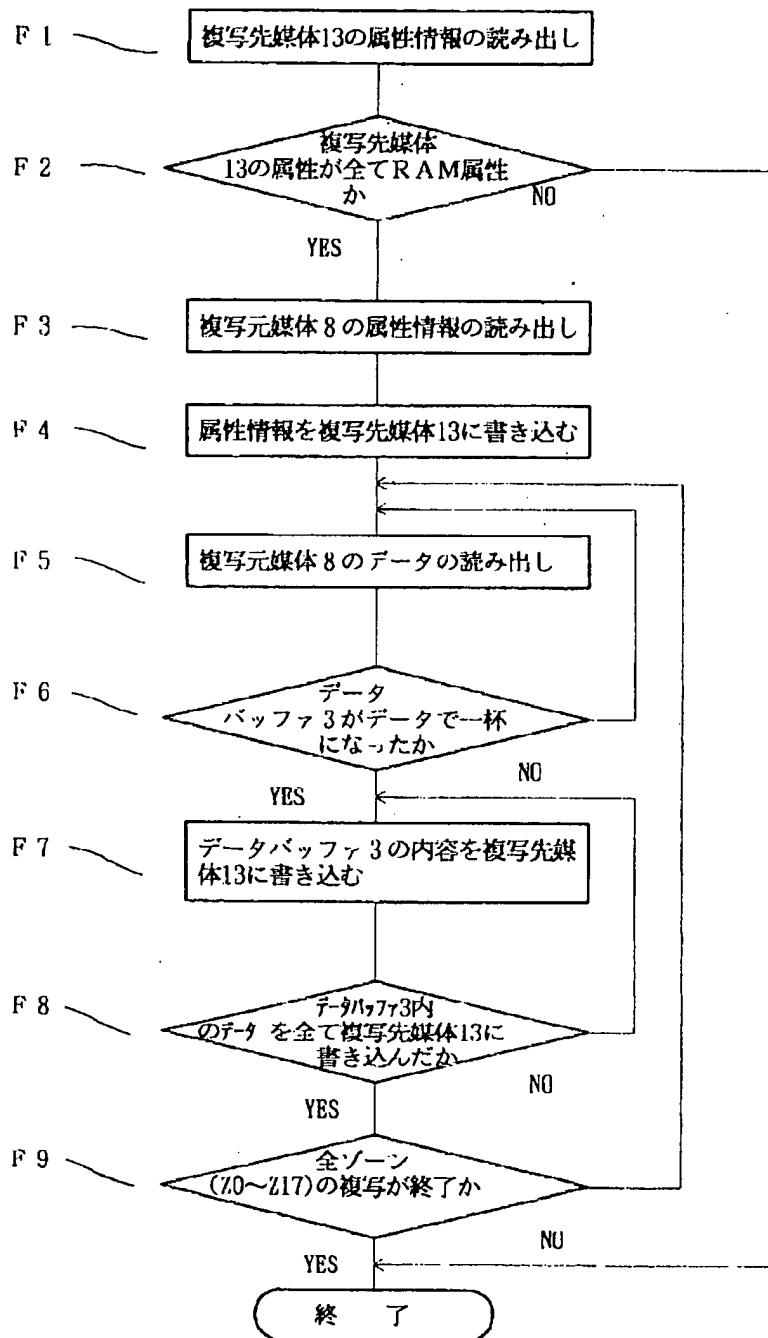 F 1
複写先媒体13の属性情報の読み出し
F 2
複写先媒体
13の属性が全てＲＡＭ属性
か
NO
YES
F 3
複写元媒体８の属性情報の読み出し
F 4
属性情報を複写先媒体13に書き込む
F 5
複写元媒体８のデータの読み出し
F 6
データ
バッファ３がデータで一杯
になったか
NO
YES
F 7
データバッファ３の内容を複写先媒
体13に書き込む
F 8
データバッファ3内
のデータ を全て複写先媒体13に
書き込んだか
NO
YES
F 9
全ゾーン
(Z0～Z17)の複写が終了か
NO
YES
終 了